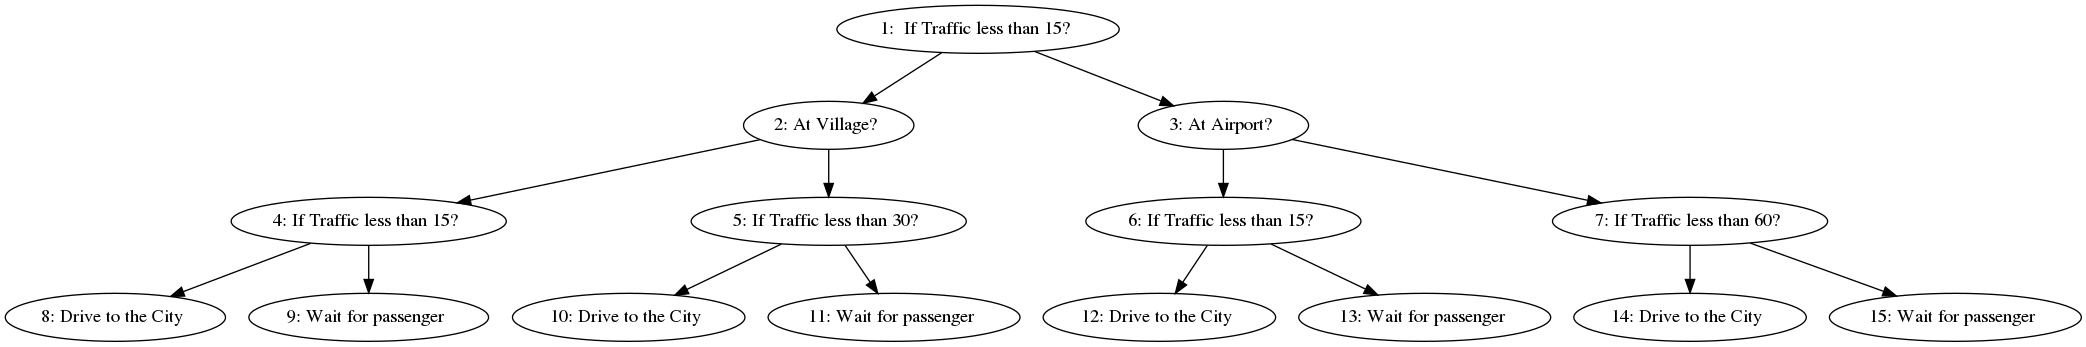 1:  If Traffic less than 15?
2: At Village?
3: At Airport?
4: If Traffic less than 15?
5: If Traffic less than 30?
6: If Traffic less than 15?
7: If Traffic less than 60?
8: Drive to the City
9: Wait for passenger
10: Drive to the City
11: Wait for passenger
12: Drive to the City
13: Wait for passenger
14: Drive to the City
15: Wait for passenger